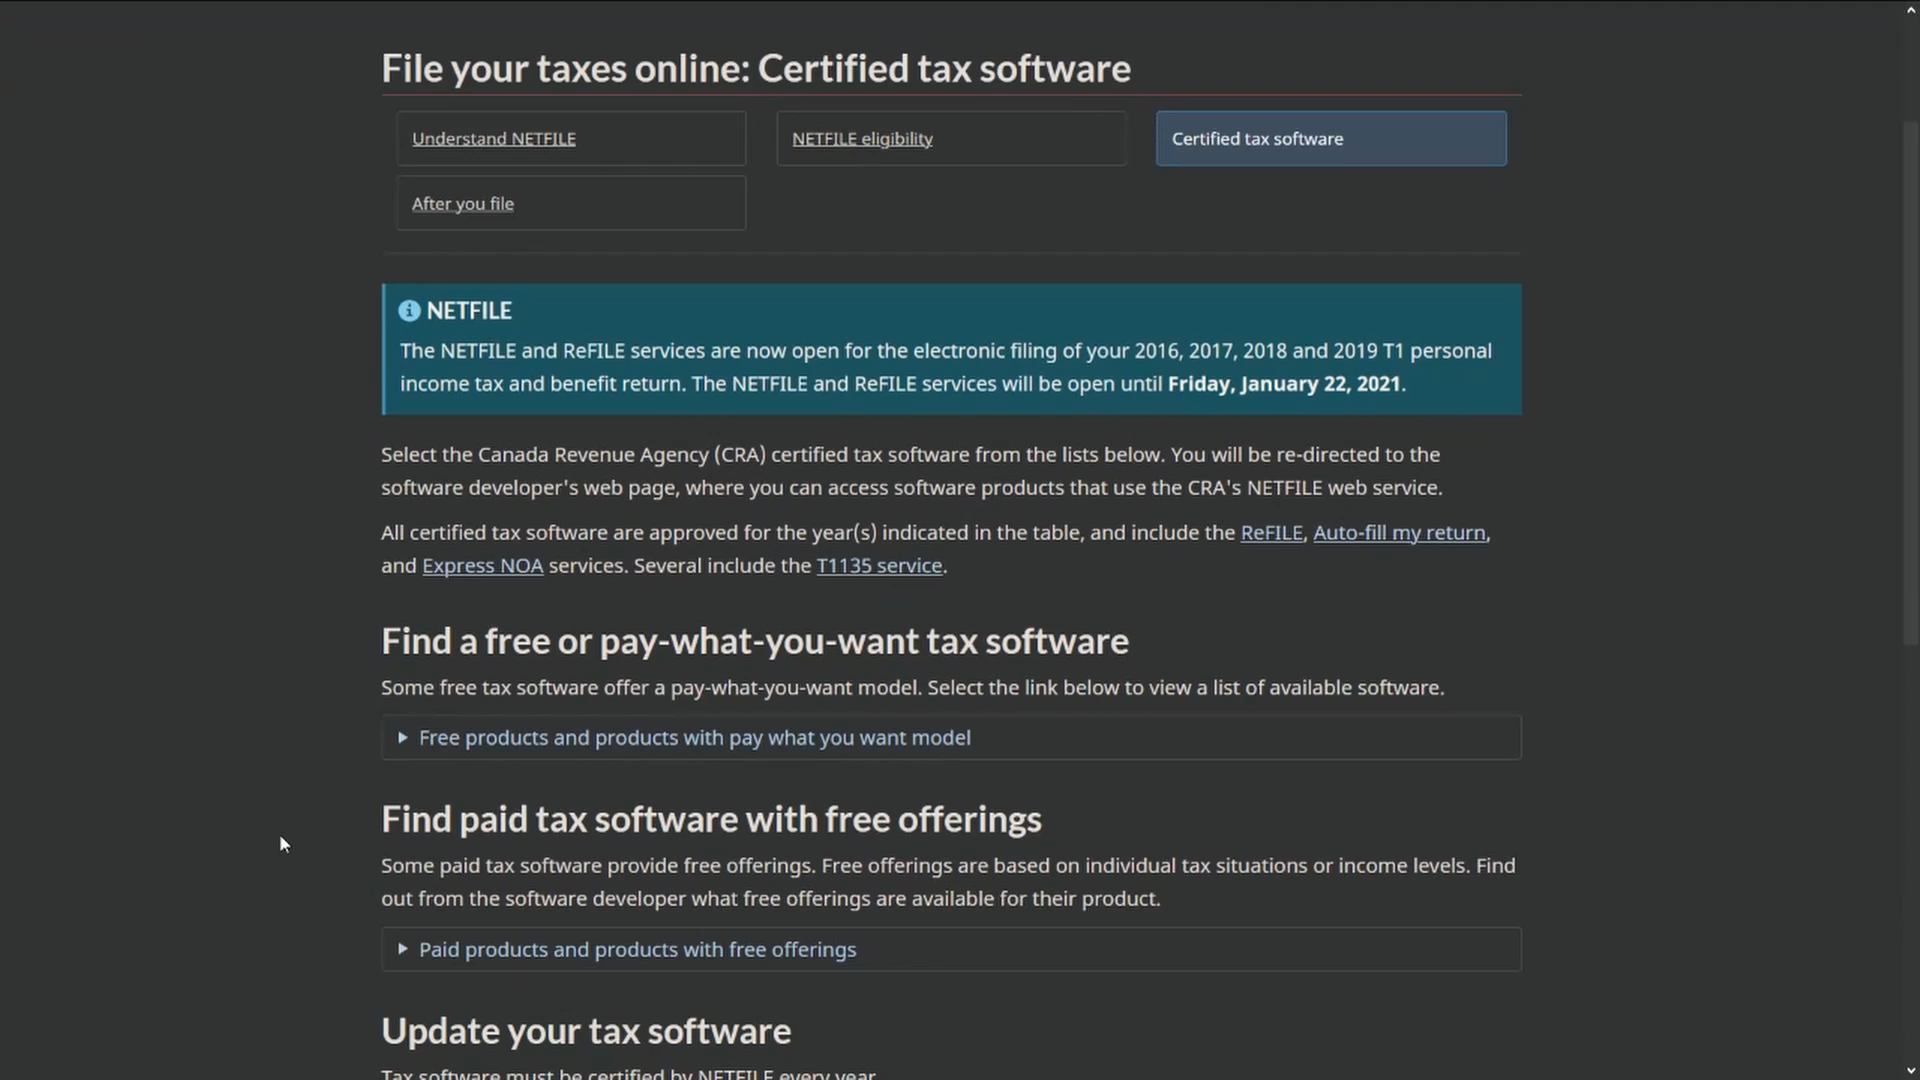 File your taxes online: Certified tax software
Understand NETFILE
NETFILE eligibility
Certified tax software
After you file
NETFILE
The NETFILE and ReFILE services are now open for the electronic filing of your 2016, 2017, 2018 and 2019 T1 personal
income tax and benefit return. The NETFILE and ReFILE services will be open until Friday, January 22, 2021.
Select the Canada Revenue Agency (CRA) certified tax software from the lists below. You will be re-directed to the
software developer's web page, where you can access software products that use the CRA's NETFILE web service.
All certified tax software are approved for the year(s) indicated in the table, and include the ReFILE, Auto-fill my return,
and Express NOA services. Several include the T1135 service.
Find a free or pay-what-you-want tax software
Some free tax software offer a pay-what-you-want model. Select the link below to view a list of available software.
Free products and products with pay what you want model
Find paid tax software with free offerings
Some paid tax software provide free offerings. Free offerings are based on individual tax situations or income levels. Find
out from the software developer what free offerings are available for their product.
Paid products and products with free offerings
Update your tax software
Tax software must be certified by NETFILE every year